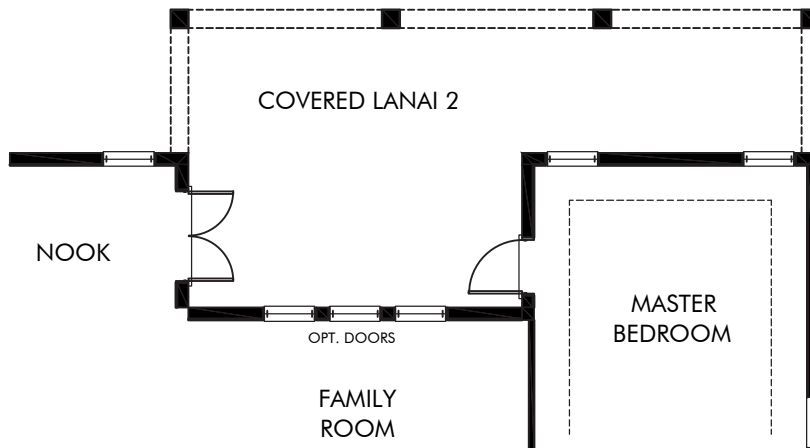 COVERED LANAI 2
NOOK
MASTER
BEDROOM
OPT. DOORS
FAMILY
ROOM